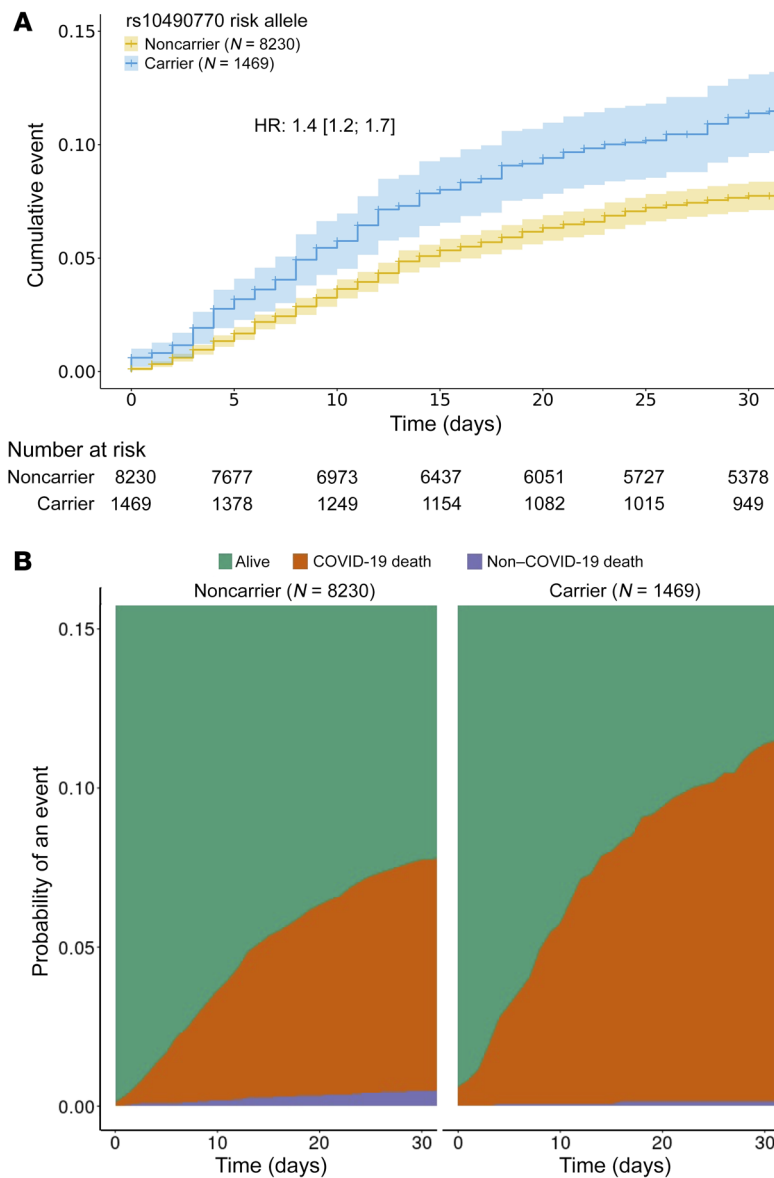 A
rs10490770 risk allele
Noncarrier (N = 8230)
Carrier (N = 1469)
HR: 1.4 [1.2; 1.7]
Cumulative event
0.15
0.10
0.05
0.00
0 5 10 15 20 25 30
Time (days)
Number at risk
Noncarrier 8230 7677 6973 6437 6051 5727 5378
Carrier 1469 1378 1249 1154 1082 1015 949
B
Alive COVID-19 death Non–COVID-19 death
Noncarrier (N = 8230) Carrier (N = 1469)
Probability of an event
0.15
0.10
0.05
0.00
0 10 20 30 0 10 20 30
Time (days) Time (days)